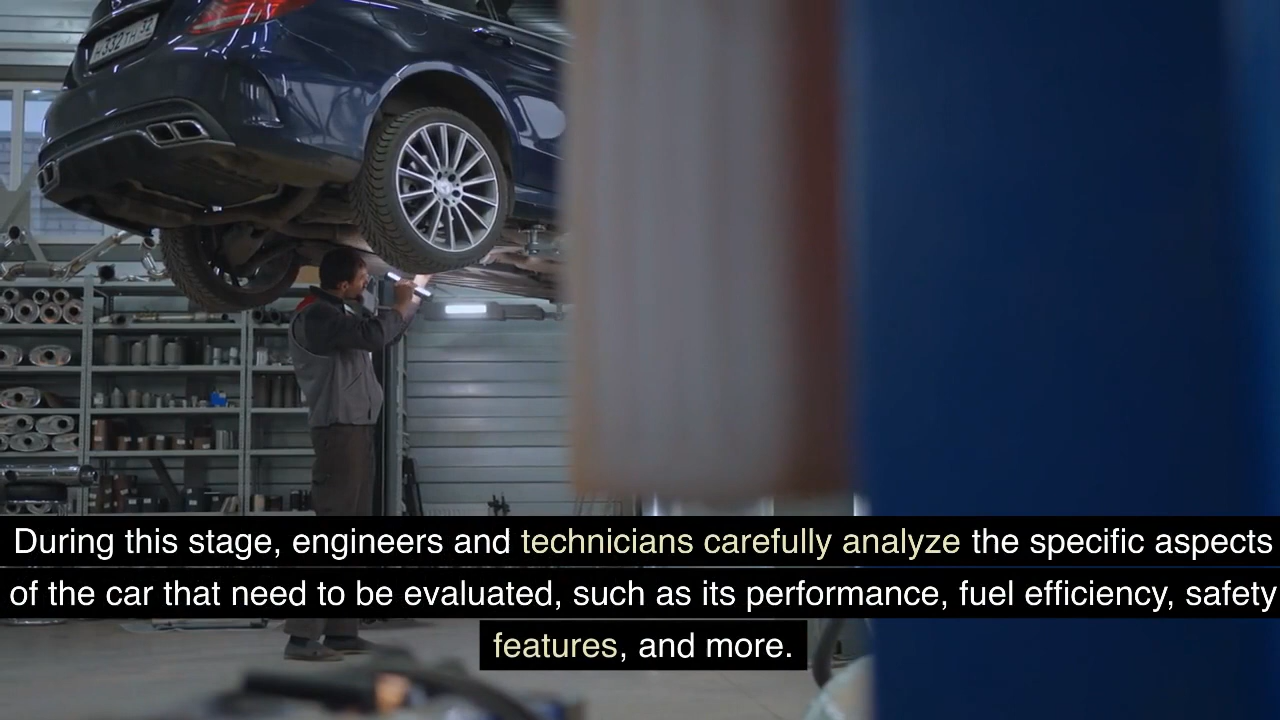 During this stage, engineers and technicians carefully analyze the specific aspects
of the car that need to be evaluated, such as its performance, fuel efficiency, safety
features, and more.